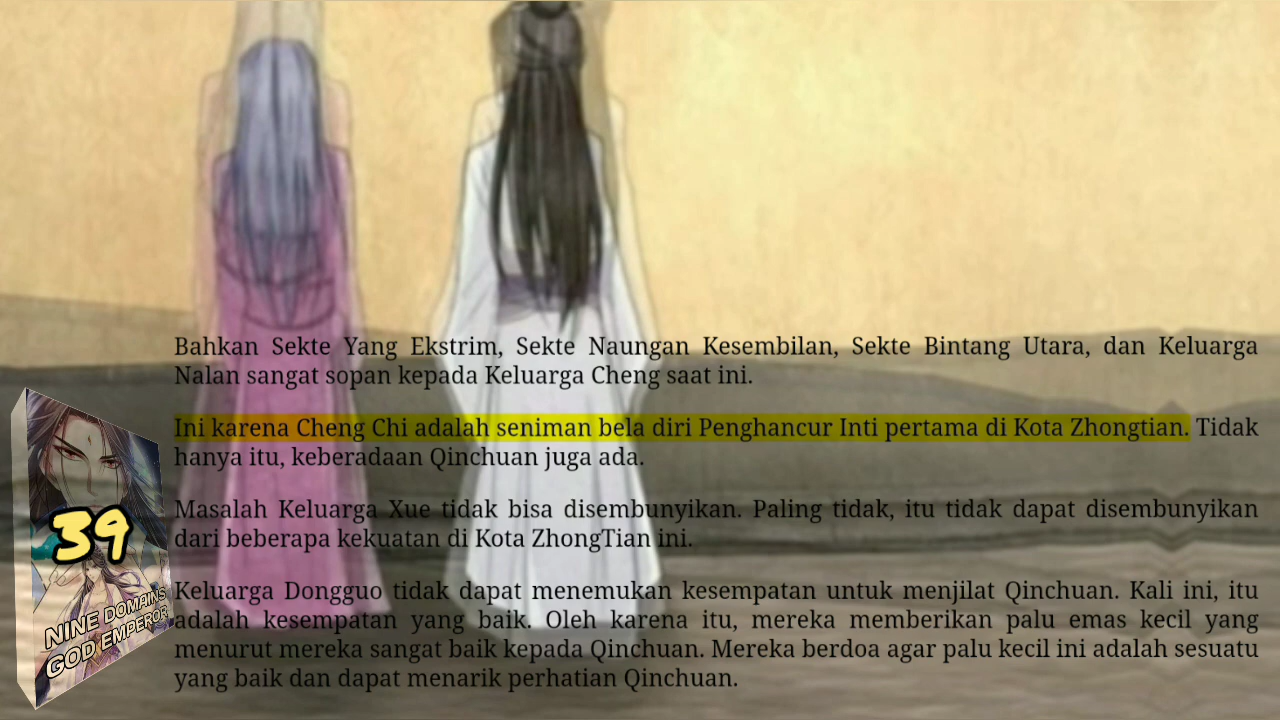 Bahkan Sekte Yang Ekstrim, Sekte Naungan Kesembilan, Sekte Bintang Utara, dan Keluarga
Nalan sangat sopan kepada Keluarga Cheng saat ini.
Ini karena Cheng Chi adalah seniman bela diri Penghancur Inti pertama di Kota Zhongtian. Tidak
hanya itu, keberadaan Qinchuan juga ada.
Masalah Keluarga Xue tidak bisa disembunyikan. Paling tidak, itu tidak dapat disembunyikan
dari beberapa kekuatan di Kota ZhongTian ini.
Keluarga Dongguo tidak dapat menemukan kesempatan untuk menjilat Qinchuan. Kali ini, itu
adalah kesempatan yang baik. Oleh karena itu, mereka memberikan palu emas kecil yang
menurut mereka sangat baik kepada Qinchuan. Mereka berdoa agar palu kecil ini adalah sesuatu
yang baik dan dapat menarik perhatian Qinchuan.
39
NINE DOMAINS
GOD EMPEROR